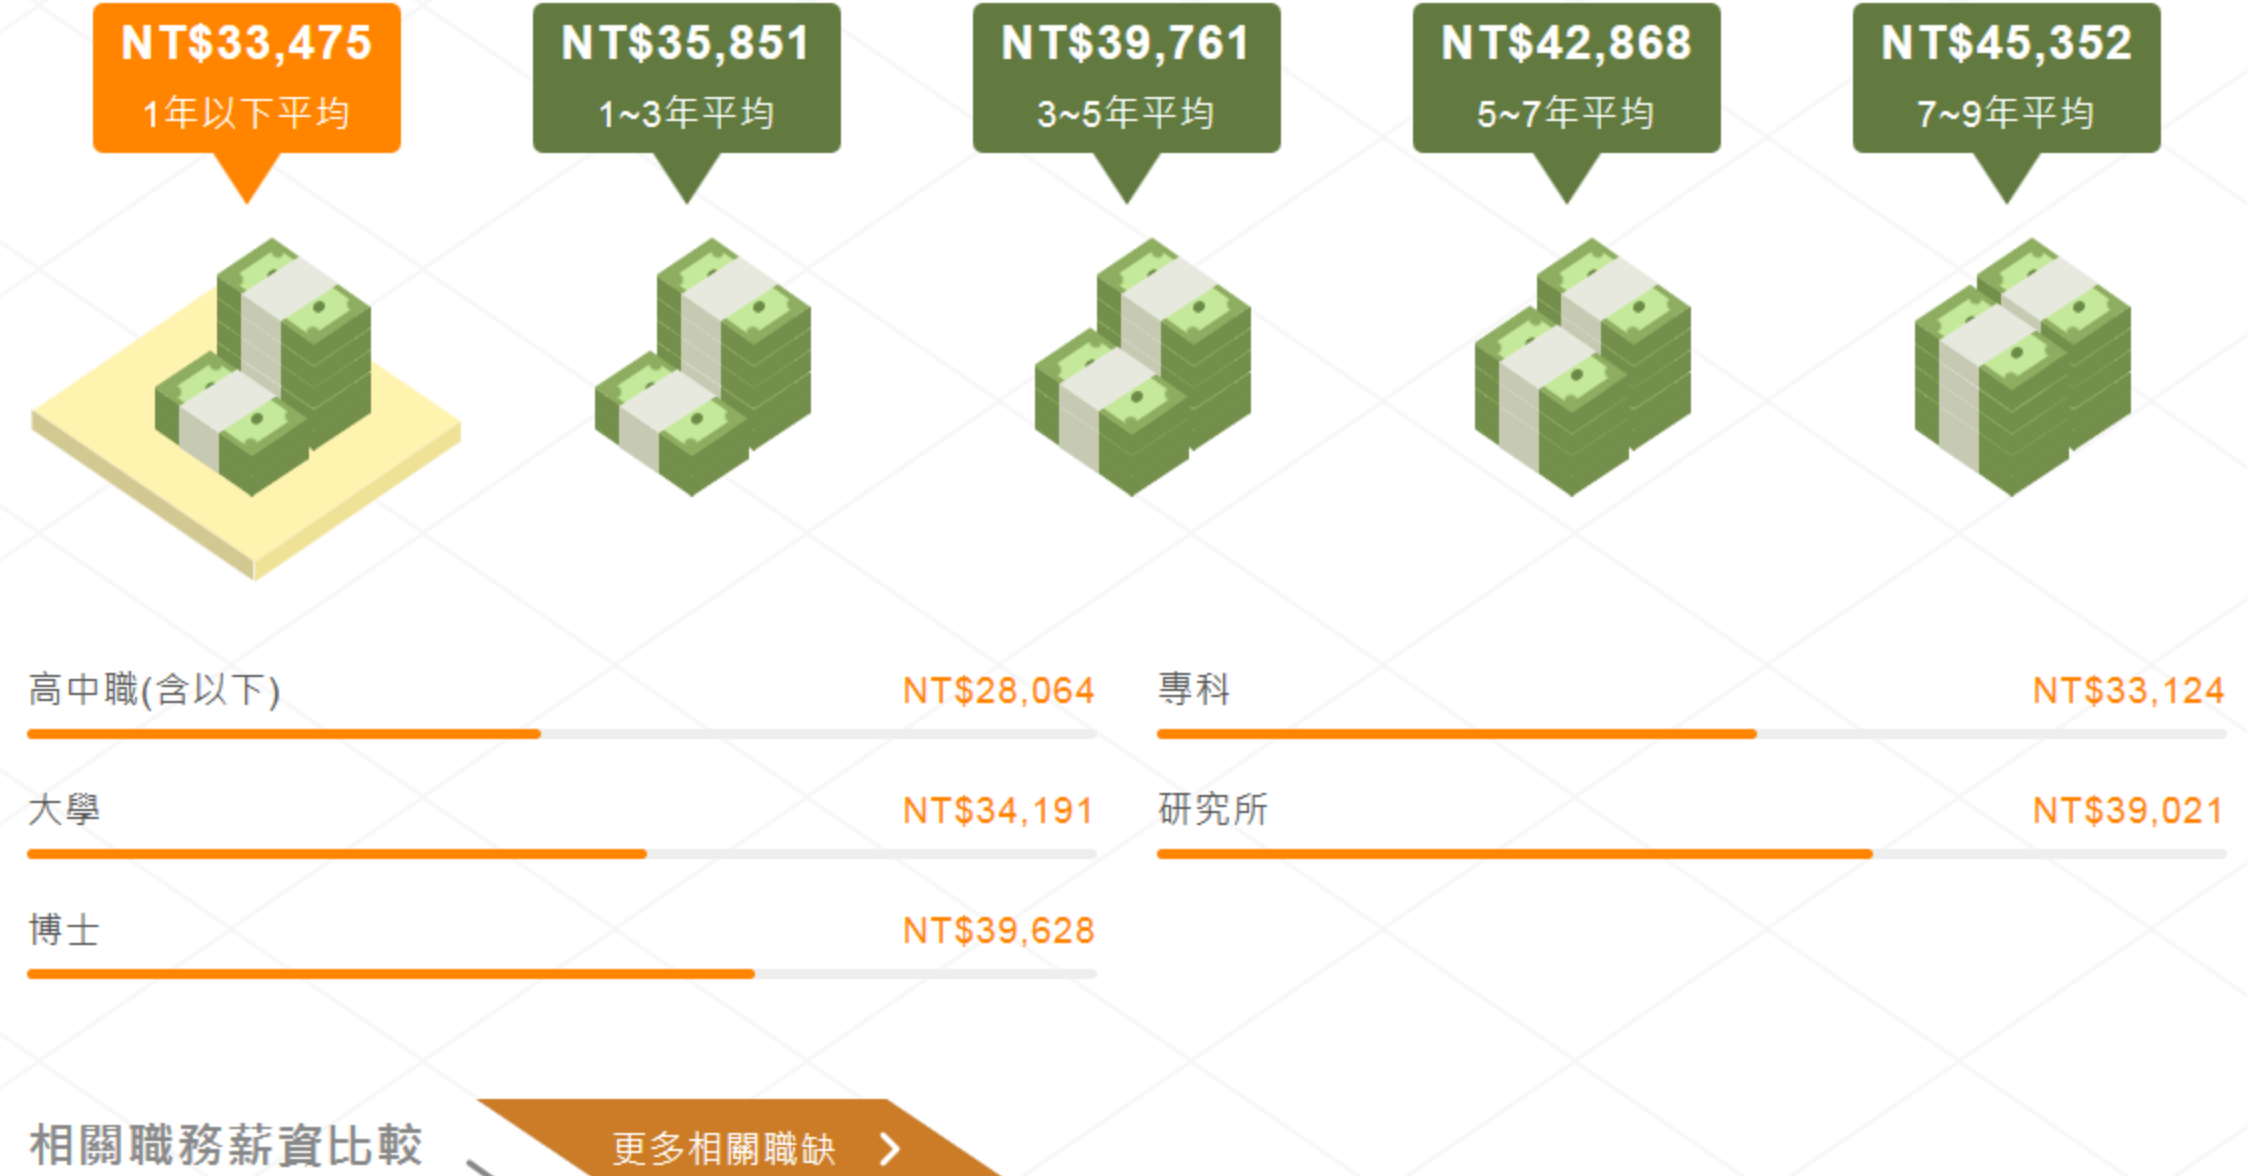 NT$33,475
1年以下平均
NT$35,851
1~3年平均
NT$39,761
3~5年平均
NT$42,868
5~7年平均
NT$45,352
7~9年平均
高中職(含以下) NT$28,064
專科 NT$33,124
大學 NT$34,191
研究所 NT$39,021
博士 NT$39,628
相關職務薪資比較
更多相關職缺